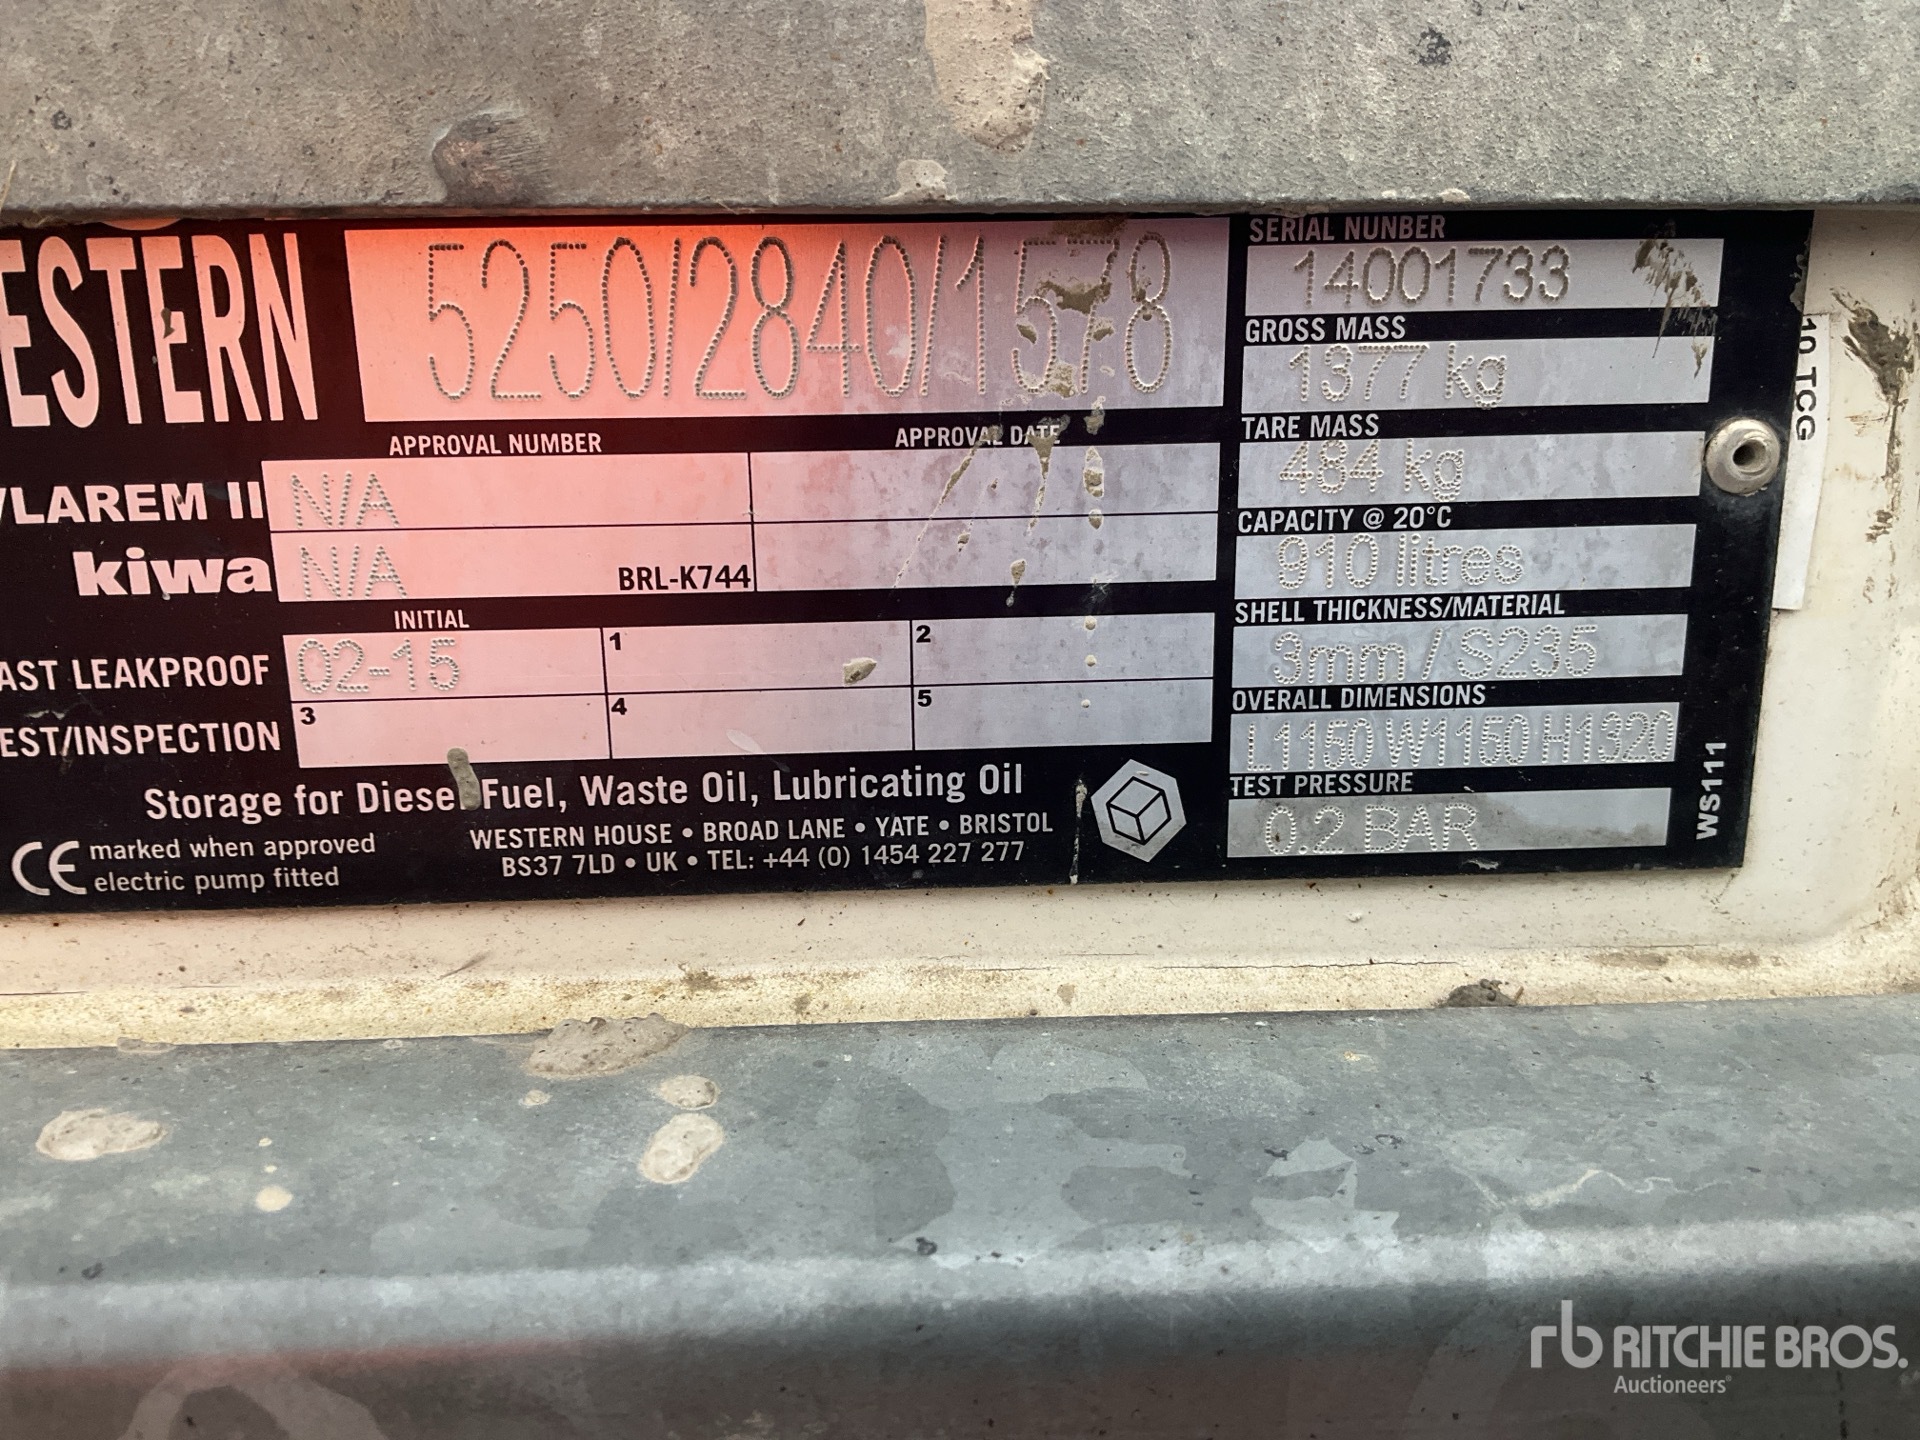 ESTERN
5250/2840/1578
APPROVAL NUMBER
APPROVAL DATE
VLAREM II
N/A
kiwa
N/A
BRL-K744
INITIAL
AST LEAKPROOF
02-15
1
2
EST/INSPECTION
3
4
5
Storage for Diesel Fuel, Waste Oil, Lubricating Oil
CE marked when approved
electric pump fitted
WESTERN HOUSE • BROAD LANE • YATE • BRISTOL
BS37 7LD • UK • TEL: +44 (0) 1454 227 277
SERIAL NUNBER
14001733
GROSS MASS
1377 kg
TARE MASS
484 kg
CAPACITY @ 20°C
910 litres
SHELL THICKNESS/MATERIAL
3mm / S235
OVERALL DIMENSIONS
L1150 W1150 H1320
TEST PRESSURE
0.2 BAR
WS111
10 TCG
rb RITCHIE BROS.
Auctioneers